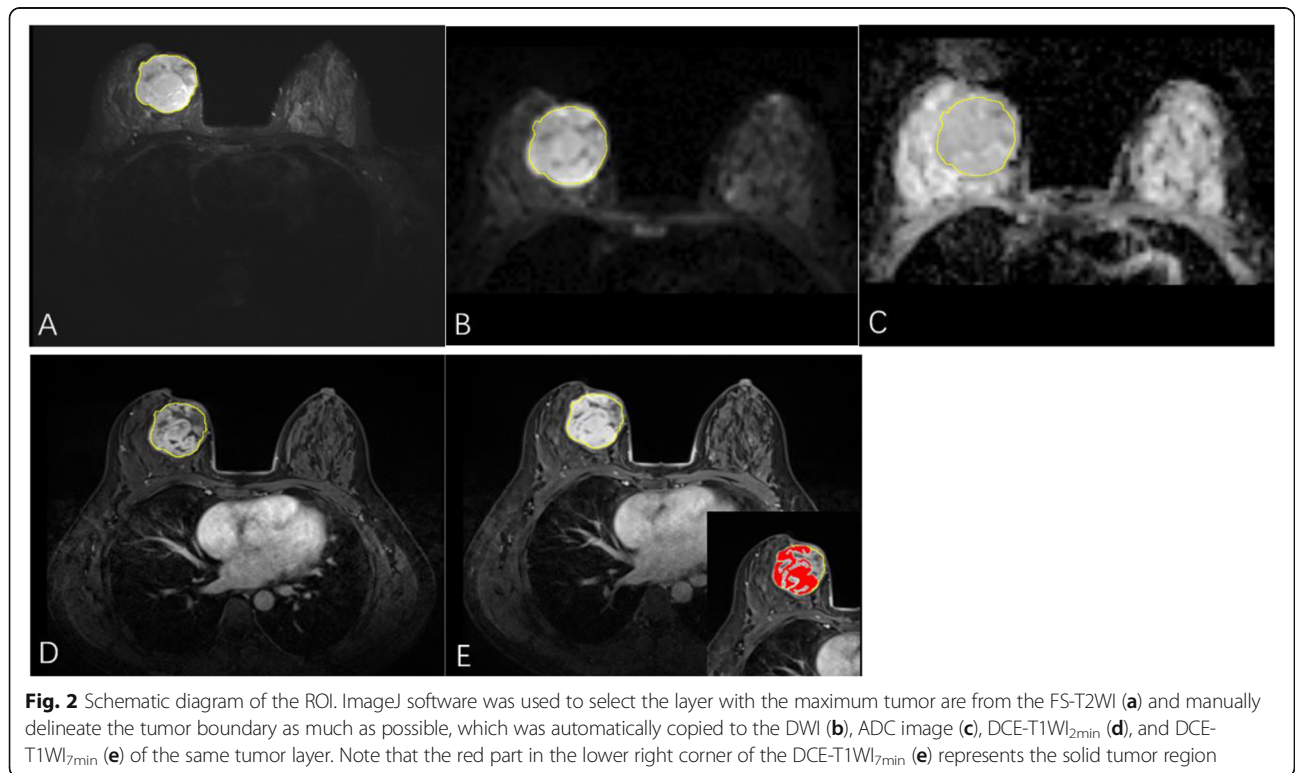 A
B
C
D
E
Fig. 2 Schematic diagram of the ROI. ImageJ software was used to select the layer with the maximum tumor are from the FS-T2WI (a) and manually
delineate the tumor boundary as much as possible, which was automatically copied to the DWI (b), ADC image (c), DCE-T1WI2min (d), and DCE-
T1WI7min (e) of the same tumor layer. Note that the red part in the lower right corner of the DCE-T1WI7min (e) represents the solid tumor region